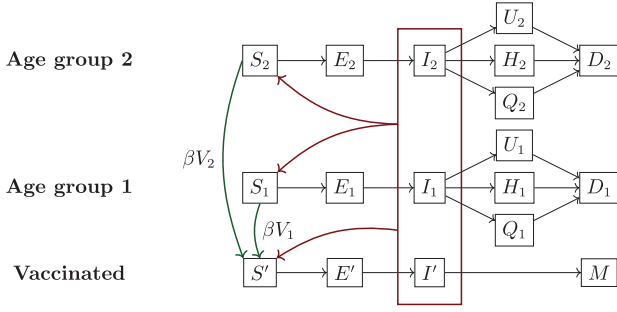 U₂
Age group 2 S₂ E₂ I₂ H₂ D₂
Q₂
βV₂
U₁
Age group 1 S₁ E₁ I₁ H₁ D₁
Q₁
βV₁
Vaccinated S' E' I' M